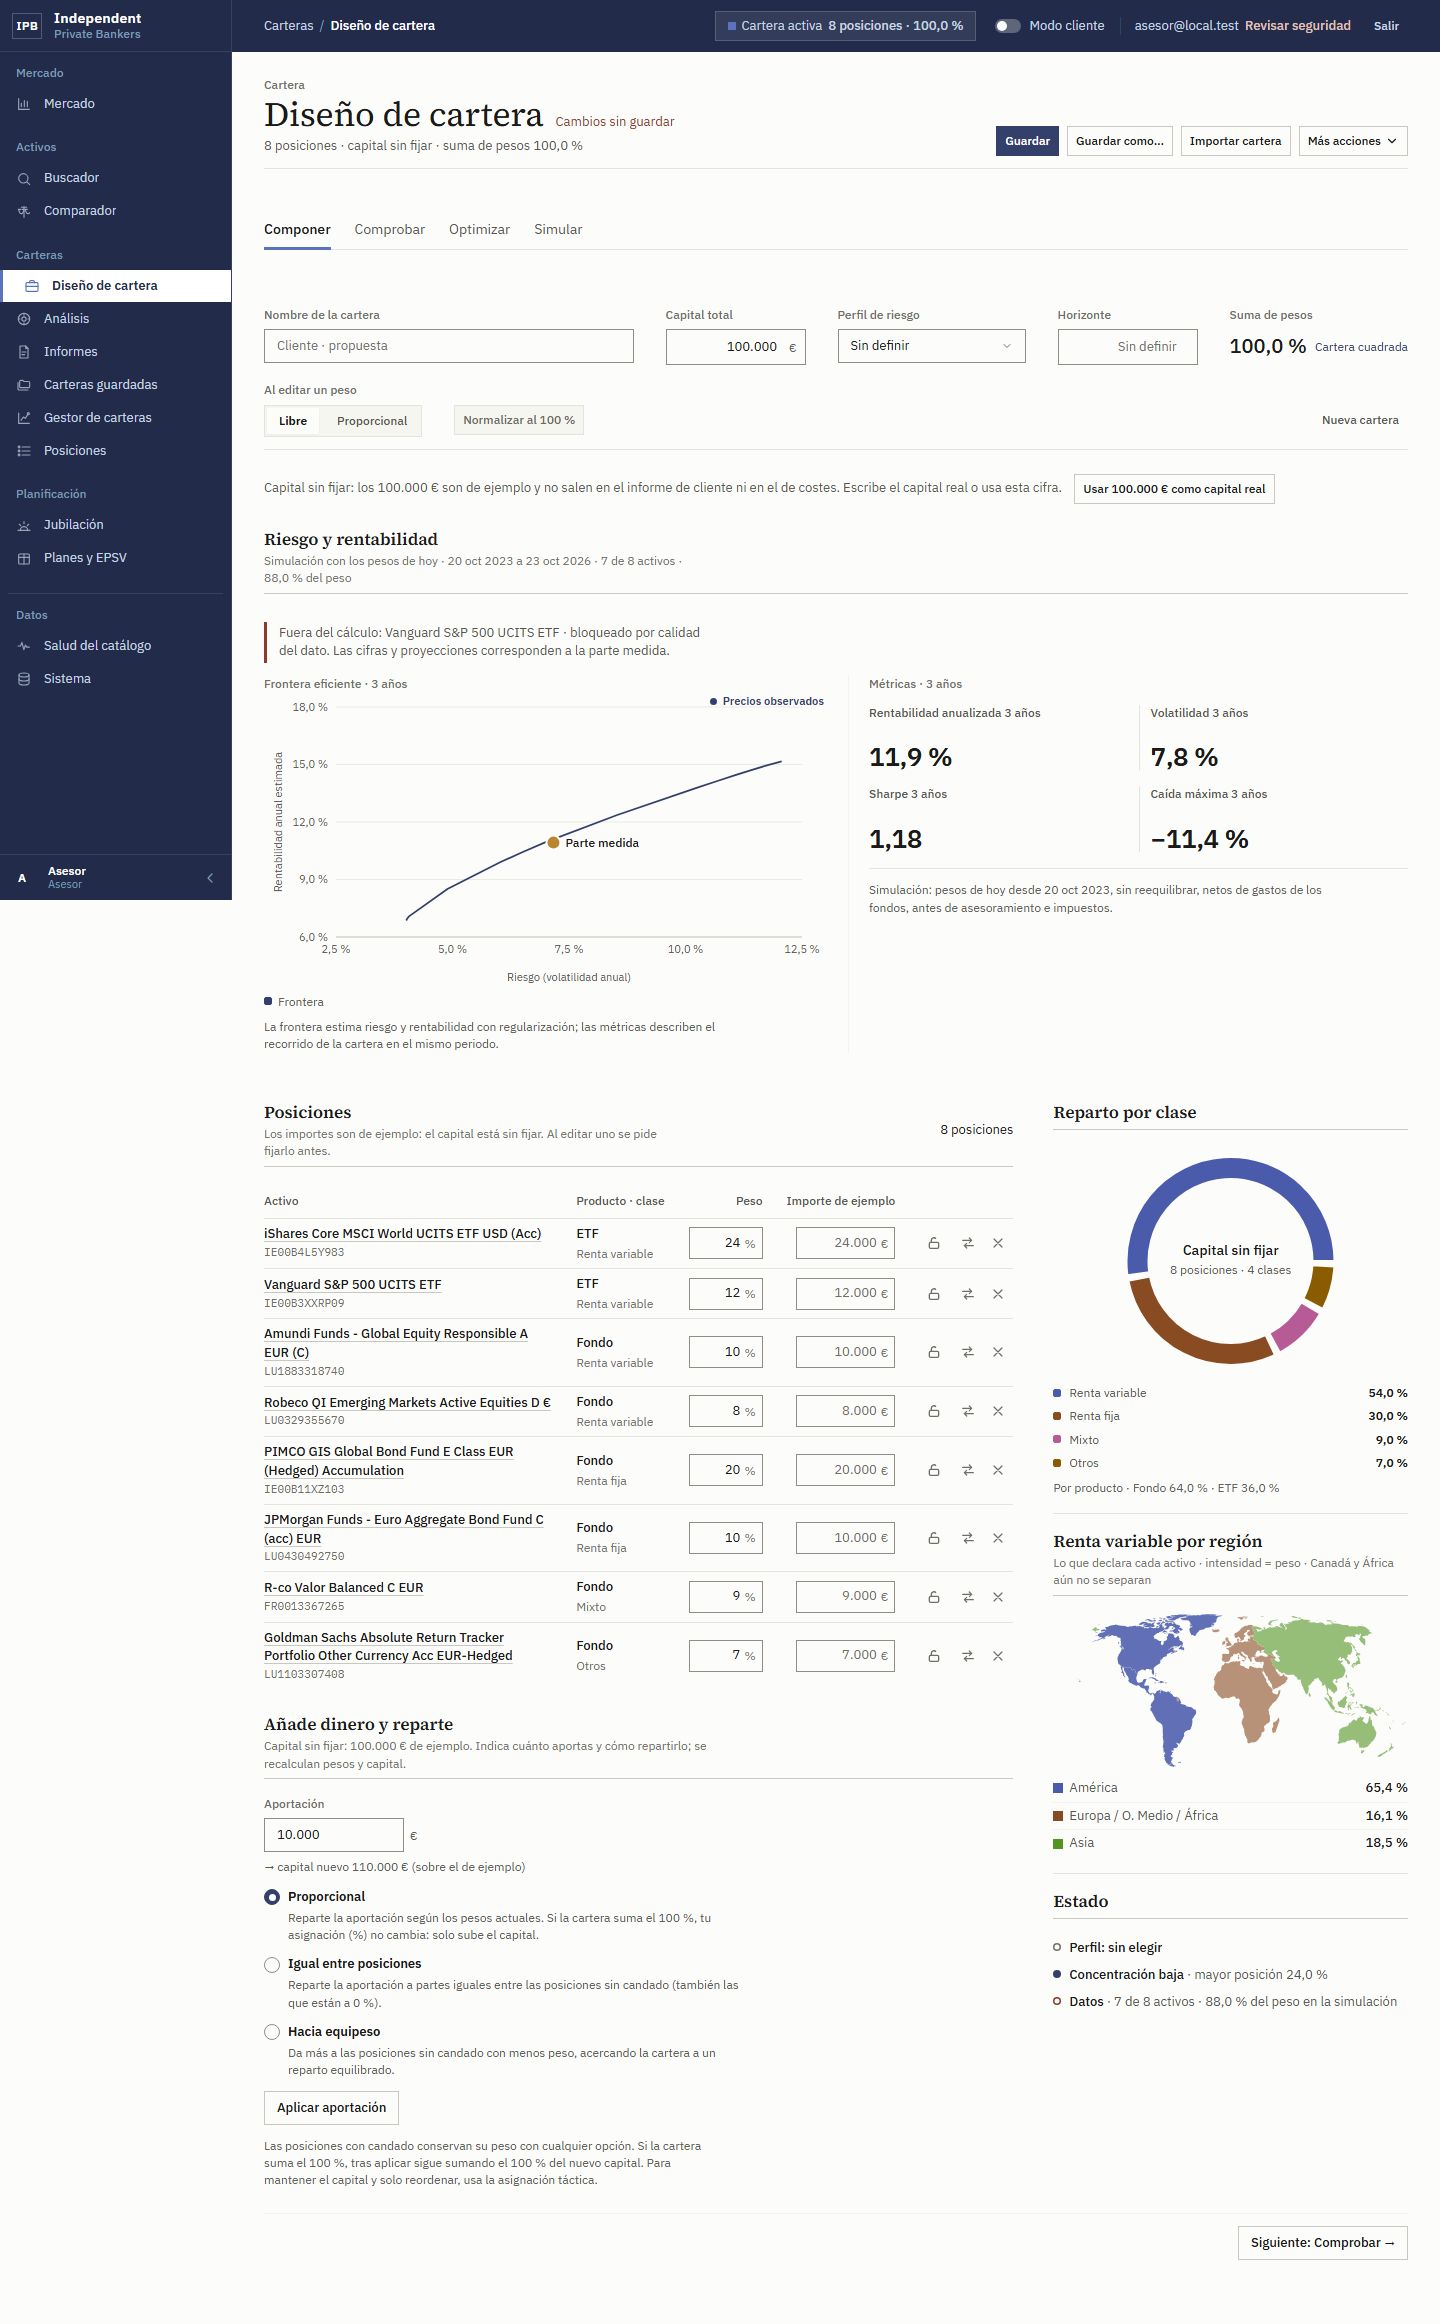 IPB
Independent
Private Bankers
Mercado
Mercado
Activos
Buscador
Comparador
Carteras
Diseño de cartera
Análisis
Informes
Carteras guardadas
Gestor de carteras
Posiciones
Planificación
Jubilación
Planes y EPSV
Datos
Salud del catálogo
Sistema
A
Asesor
Asesor
Carteras / Diseño de cartera
Cartera activa 8 posiciones · 100,0 %
Modo cliente
asesor@local.test Revisar seguridad
Salir
Cartera
Diseño de cartera Cambios sin guardar
8 posiciones · capital sin fijar · suma de pesos 100,0 %
Guardar
Guardar como...
Importar cartera
Más acciones
Componer
Comprobar
Optimizar
Simular
Nombre de la cartera
Cliente · propuesta
Capital total
100.000 €
Perfil de riesgo
Sin definir
Horizonte
Sin definir
Suma de pesos
100,0 % Cartera cuadrada
Al editar un peso
Libre
Proporcional
Normalizar al 100 %
Nueva cartera
Capital sin fijar: los 100.000 € son de ejemplo y no salen en el informe de cliente ni en el de costes. Escribe el capital real o usa esta cifra.
Usar 100.000 € como capital real
Riesgo y rentabilidad
Simulación con los pesos de hoy · 20 oct 2023 a 23 oct 2026 · 7 de 8 activos ·
88,0 % del peso
Fuera del cálculo: Vanguard S&P 500 UCITS ETF · bloqueado por calidad
del dato. Las cifras y proyecciones corresponden a la parte medida.
Frontera eficiente · 3 años
Precios observados
18,0 %
15,0 %
12,0 %
9,0 %
6,0 %
Rentabilidad anual estimada
Parte medida
2,5 %
5,0 %
7,5 %
10,0 %
12,5 %
Riesgo (volatilidad anual)
Frontera
La frontera estima riesgo y rentabilidad con regularización; las métricas describen el
recorrido de la cartera en el mismo periodo.
Métricas · 3 años
Rentabilidad anualizada 3 años
11,9 %
Volatilidad 3 años
7,8 %
Sharpe 3 años
1,18
Caída máxima 3 años
−11,4 %
Simulación: pesos de hoy desde 20 oct 2023, sin reequilibrar, netos de gastos de los
fondos, antes de asesoramiento e impuestos.
Posiciones
Los importes son de ejemplo: el capital está sin fijar. Al editar uno se pide
fijarlo antes.
8 posiciones
Activo
Producto · clase
Peso
Importe de ejemplo
iShares Core MSCI World UCITS ETF USD (Acc)
IE00B4L5Y983
ETF
Renta variable
24 %
24.000 €
Vanguard S&P 500 UCITS ETF
IE00B3XXRP09
ETF
Renta variable
12 %
12.000 €
Amundi Funds - Global Equity Responsible A
EUR (C)
LU1883318740
Fondo
Renta variable
10 %
10.000 €
Robeco QI Emerging Markets Active Equities D €
LU0329355670
Fondo
Renta variable
8 %
8.000 €
PIMCO GIS Global Bond Fund E Class EUR
(Hedged) Accumulation
IE00B11XZ103
Fondo
Renta fija
20 %
20.000 €
JPMorgan Funds - Euro Aggregate Bond Fund C
(acc) EUR
LU0430492750
Fondo
Renta fija
10 %
10.000 €
R-co Valor Balanced C EUR
FR0013367265
Fondo
Mixto
9 %
9.000 €
Goldman Sachs Absolute Return Tracker
Portfolio Other Currency Acc EUR-Hedged
LU1103307408
Fondo
Otros
7 %
7.000 €
Añade dinero y reparte
Capital sin fijar: 100.000 € de ejemplo. Indica cuánto aportas y cómo repartirlo; se
recalculan pesos y capital.
Aportación
10.000 €
→ capital nuevo 110.000 € (sobre el de ejemplo)
Proporcional
Reparte la aportación según los pesos actuales. Si la cartera suma el 100 %, tu
asignación (%) no cambia: solo sube el capital.
Igual entre posiciones
Reparte la aportación a partes iguales entre las posiciones sin candado (también las
que están a 0 %).
Hacia equipeso
Da más a las posiciones sin candado con menos peso, acercando la cartera a un
reparto equilibrado.
Aplicar aportación
Las posiciones con candado conservan su peso con cualquier opción. Si la cartera
suma el 100 %, tras aplicar sigue sumando el 100 % del nuevo capital. Para
mantener el capital y solo reordenar, usa la asignación táctica.
Reparto por clase
Capital sin fijar
8 posiciones · 4 clases
Renta variable 54,0 %
Renta fija 30,0 %
Mixto 9,0 %
Otros 7,0 %
Por producto · Fondo 64,0 % · ETF 36,0 %
Renta variable por región
Lo que declara cada activo · intensidad = peso · Canadá y África
aún no se separan
América 65,4 %
Europa / O. Medio / África 16,1 %
Asia 18,5 %
Estado
Perfil: sin elegir
Concentración baja · mayor posición 24,0 %
Datos · 7 de 8 activos · 88,0 % del peso en la simulación
Siguiente: Comprobar →